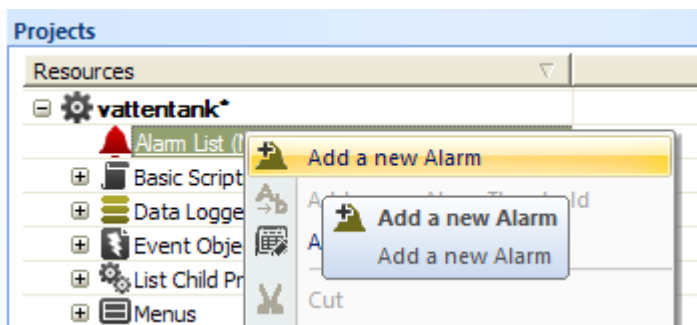 Projects
Resources
vattentank*
Alarm List (
Add a new Alarm
Basic Script
A
ld
Add a new Alarm
Data Logge
Event Obje
A
Add a new Alarm
List Child Pr
Cut
Menus